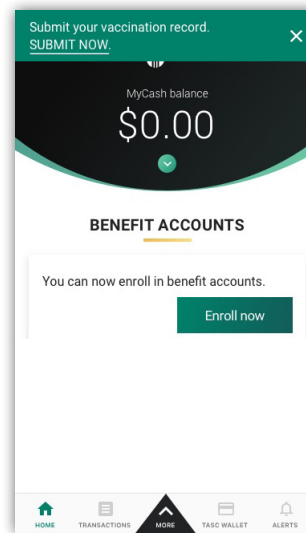 Submit your vaccination record.
SUBMIT NOW.
MyCash balance
$0.00
BENEFIT ACCOUNTS
You can now enroll in benefit accounts.
Enroll now
HOME TRANSACTIONS MORE TASC WALLET ALERTS